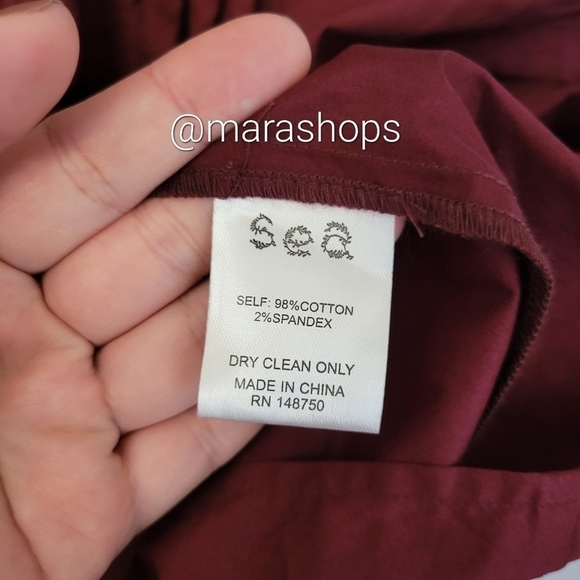 @marashops
sea
SELF: 98%COTTON
2%SPANDEX
DRY CLEAN ONLY
MADE IN CHINA
RN 148750